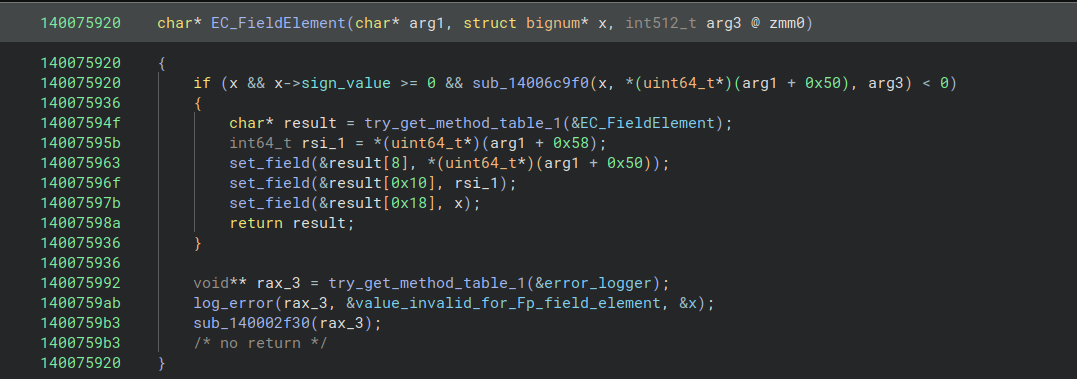 140075920 char* EC_FieldElement(char* arg1, struct bignum* x, int512_t arg3 @ zmm0)
140075920 {
140075920 if (x && x->sign_value >= 0 && sub_14006c9f0(x, *(uint64_t*)(arg1 + 0x50), arg3) < 0)
140075936 {
14007594f char* result = try_get_method_table_1(&EC_FieldElement);
14007595b int64_t rsi_1 = *(uint64_t*)(arg1 + 0x58);
140075963 set_field(&result[8], *(uint64_t*)(arg1 + 0x50));
14007596f set_field(&result[0x10], rsi_1);
14007597b set_field(&result[0x18], x);
14007598a return result;
140075936 }
140075936
140075992 void** rax_3 = try_get_method_table_1(&error_logger);
1400759ab log_error(rax_3, &value_invalid_for_Fp_field_element, &x);
1400759b3 sub_140002f30(rax_3);
1400759b3 /* no return */
140075920 }